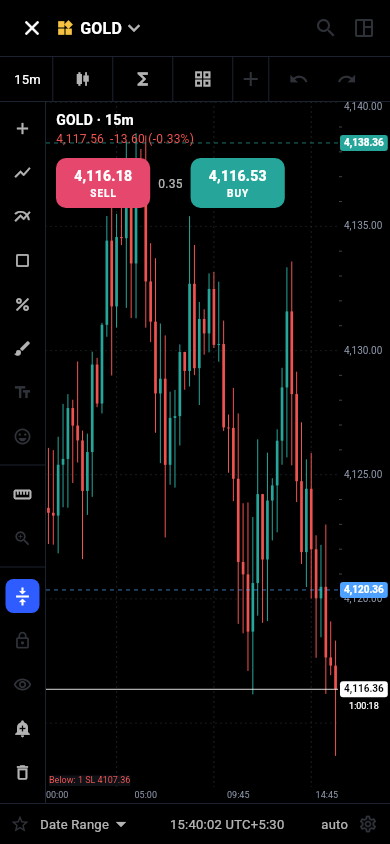 GOLD
15m
GOLD · 15m
4,117.56 -13.60 (-0.33%)
4,116.18
SELL
0.35
4,116.53
BUY
4,140.00
4,138.36
4,135.00
4,130.00
4,125.00
4,120.36
4,120.00
4,116.36
1:00:18
Below: 1 SL 4107.36
00:00 05:00 09:45 14:45
Date Range 15:40:02 UTC+5:30 auto